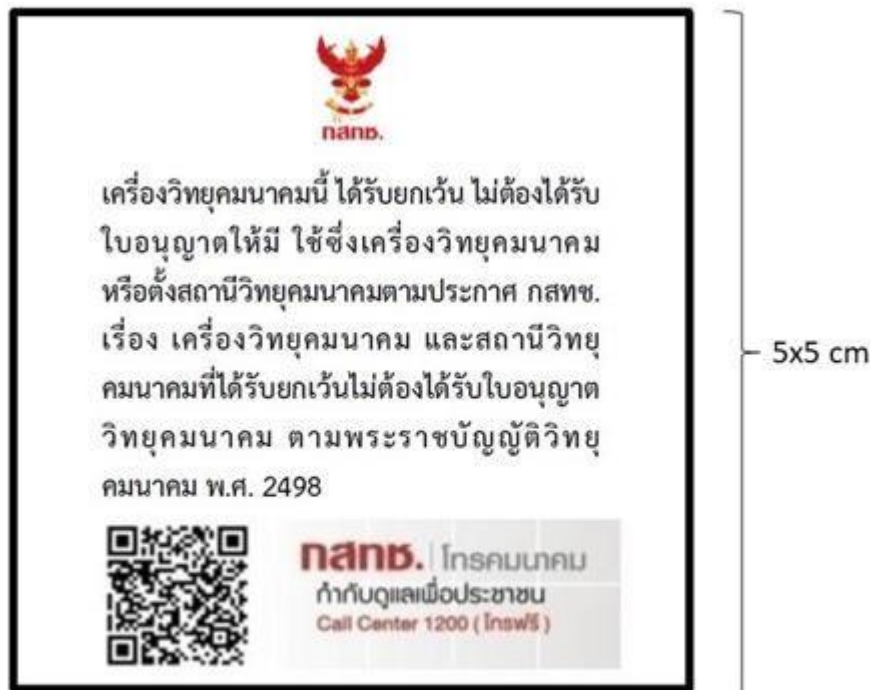 กสทช.
เครื่องวิทยุคมนาคมนี้ ได้รับยกเว้น ไม่ต้องได้รับ
ใบอนุญาตให้มี ใช้ซึ่งเครื่องวิทยุคมนาคม
หรือตั้งสถานีวิทยุคมนาคมตามประกาศ กสทช.
เรื่อง เครื่องวิทยุคมนาคม และสถานีวิทยุ
คมนาคมที่ได้รับยกเว้นไม่ต้องได้รับใบอนุญาต
วิทยุคมนาคม ตามพระราชบัญญัติวิทยุ
คมนาคม พ.ศ. 2498
กสทช. โทรคมนาคม
กำกับดูแลเพื่อประชาชน
Call Center 1200 ( โทรฟรี )
5x5 cm